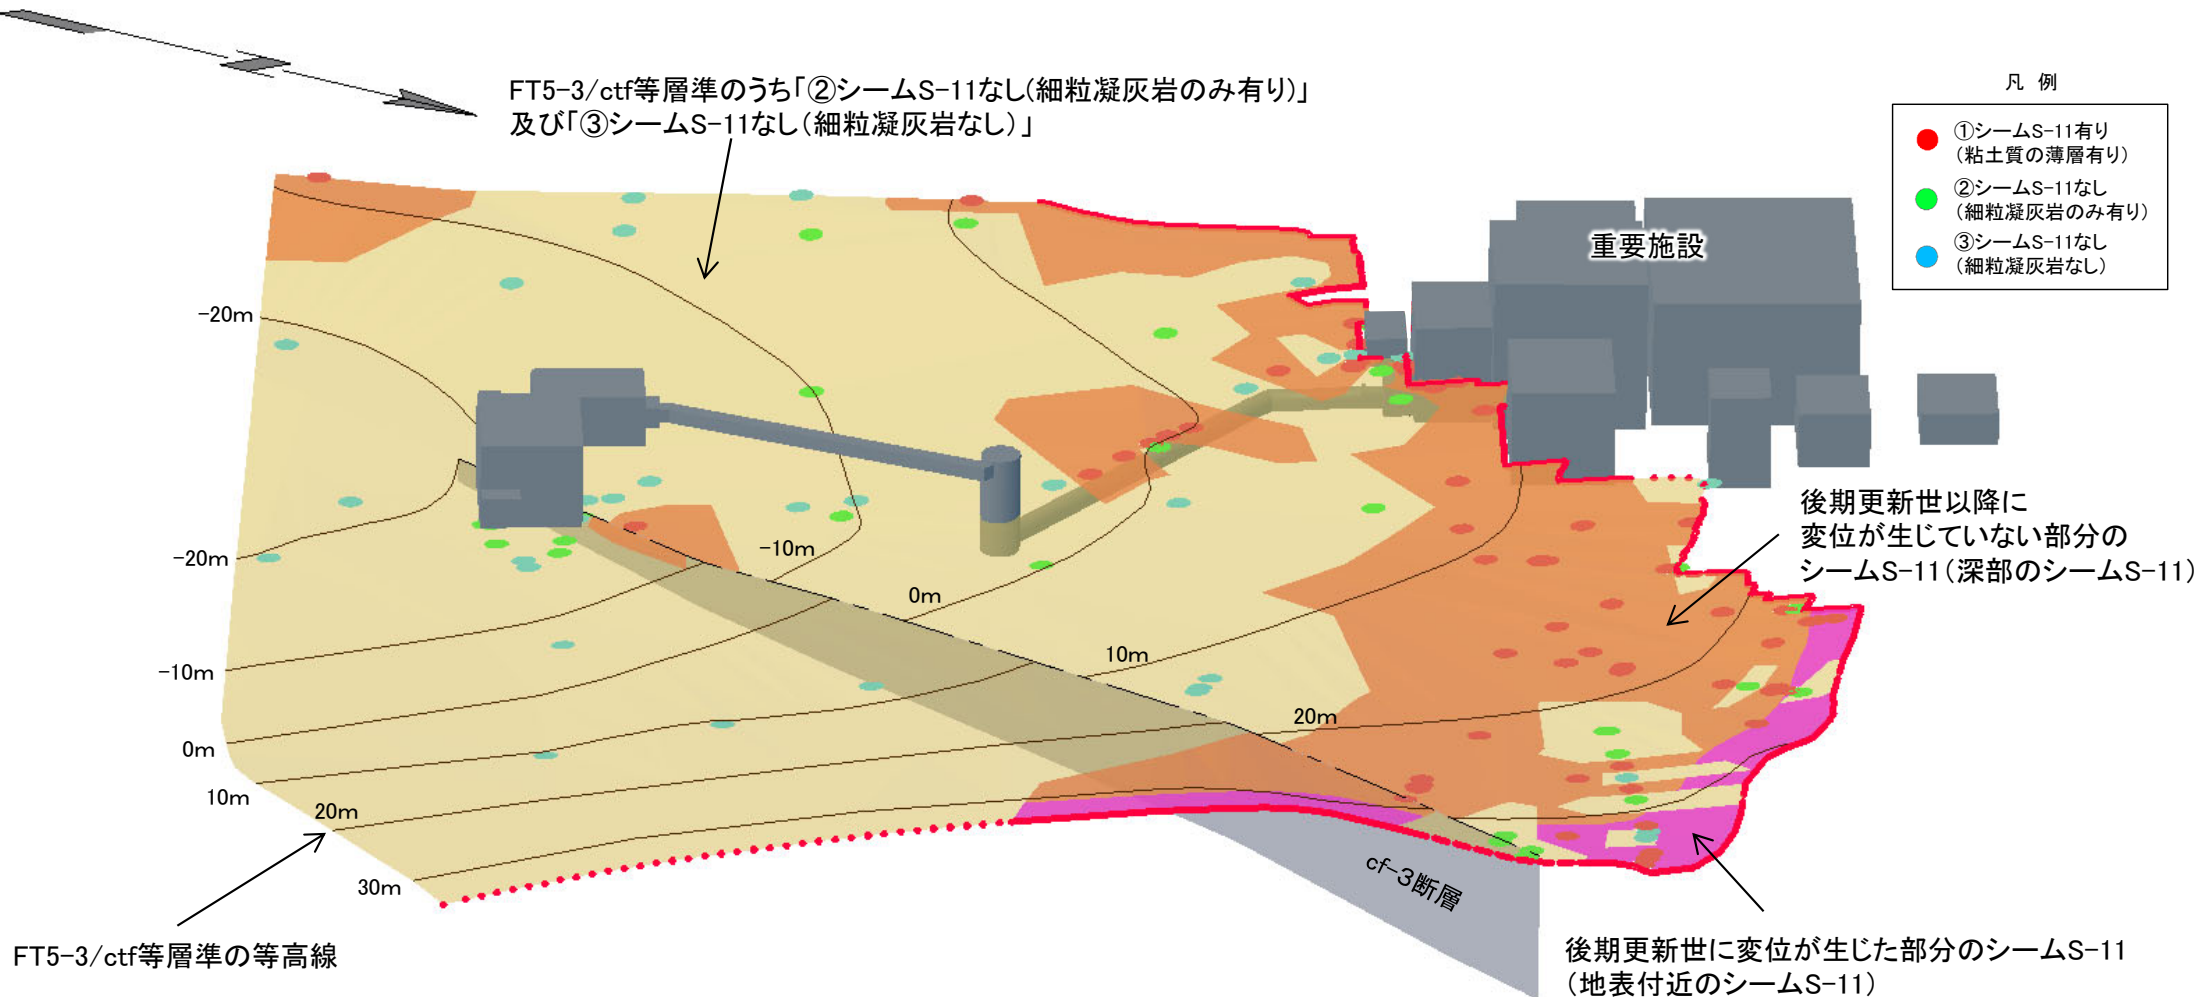 FT5-3/ctf等層準のうち「②シームS-11なし(細粒凝灰岩のみ有り)」
及び「③シームS-11なし(細粒凝灰岩なし)」
凡 例
①シームS-11有り
(粘土質の薄層有り)
②シームS-11なし
(細粒凝灰岩のみ有り)
③シームS-11なし
(細粒凝灰岩なし)
重要施設
-20m
-20m
-10m
0m
10m
20m
30m
-10m
0m
10m
20m
後期更新世以降に
変位が生じていない部分の
シームS-11(深部のシームS-11)
cf-3断層
FT5-3/ctf等層準の等高線
後期更新世に変位が生じた部分のシームS-11
(地表付近のシームS-11)